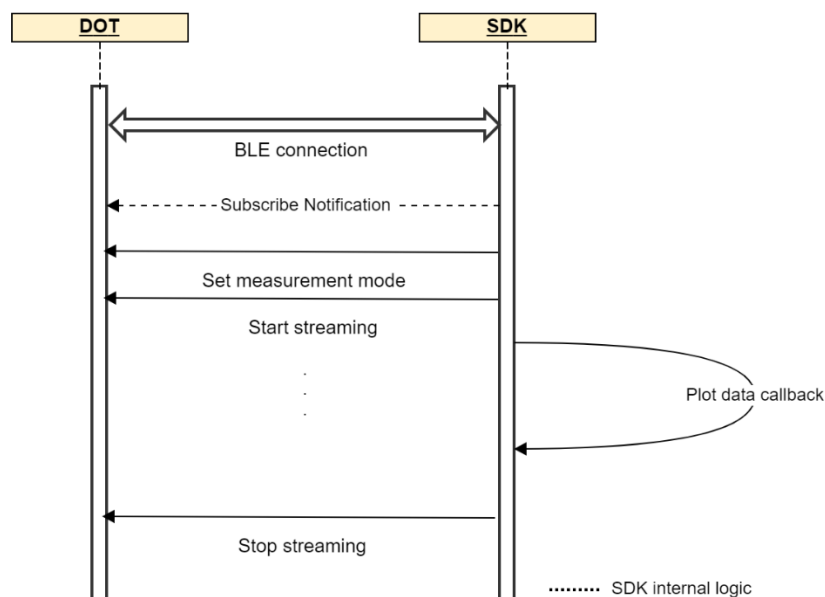 DOT
SDK
BLE connection
Subscribe Notification
Set measurement mode
Start streaming
Plot data callback
Stop streaming
SDK internal logic